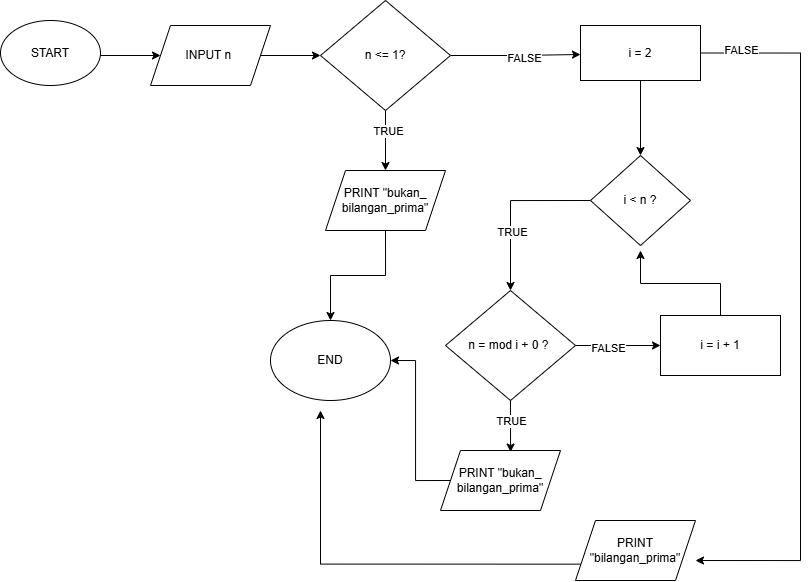 START
INPUT n
n <= 1?
FALSE
i = 2
FALSE
TRUE
PRINT "bukan_
bilangan_prima"
i < n ?
TRUE
END
n = mod i + 0 ?
FALSE
i = i + 1
TRUE
PRINT "bukan_
bilangan_prima"
PRINT
"bilangan_prima"